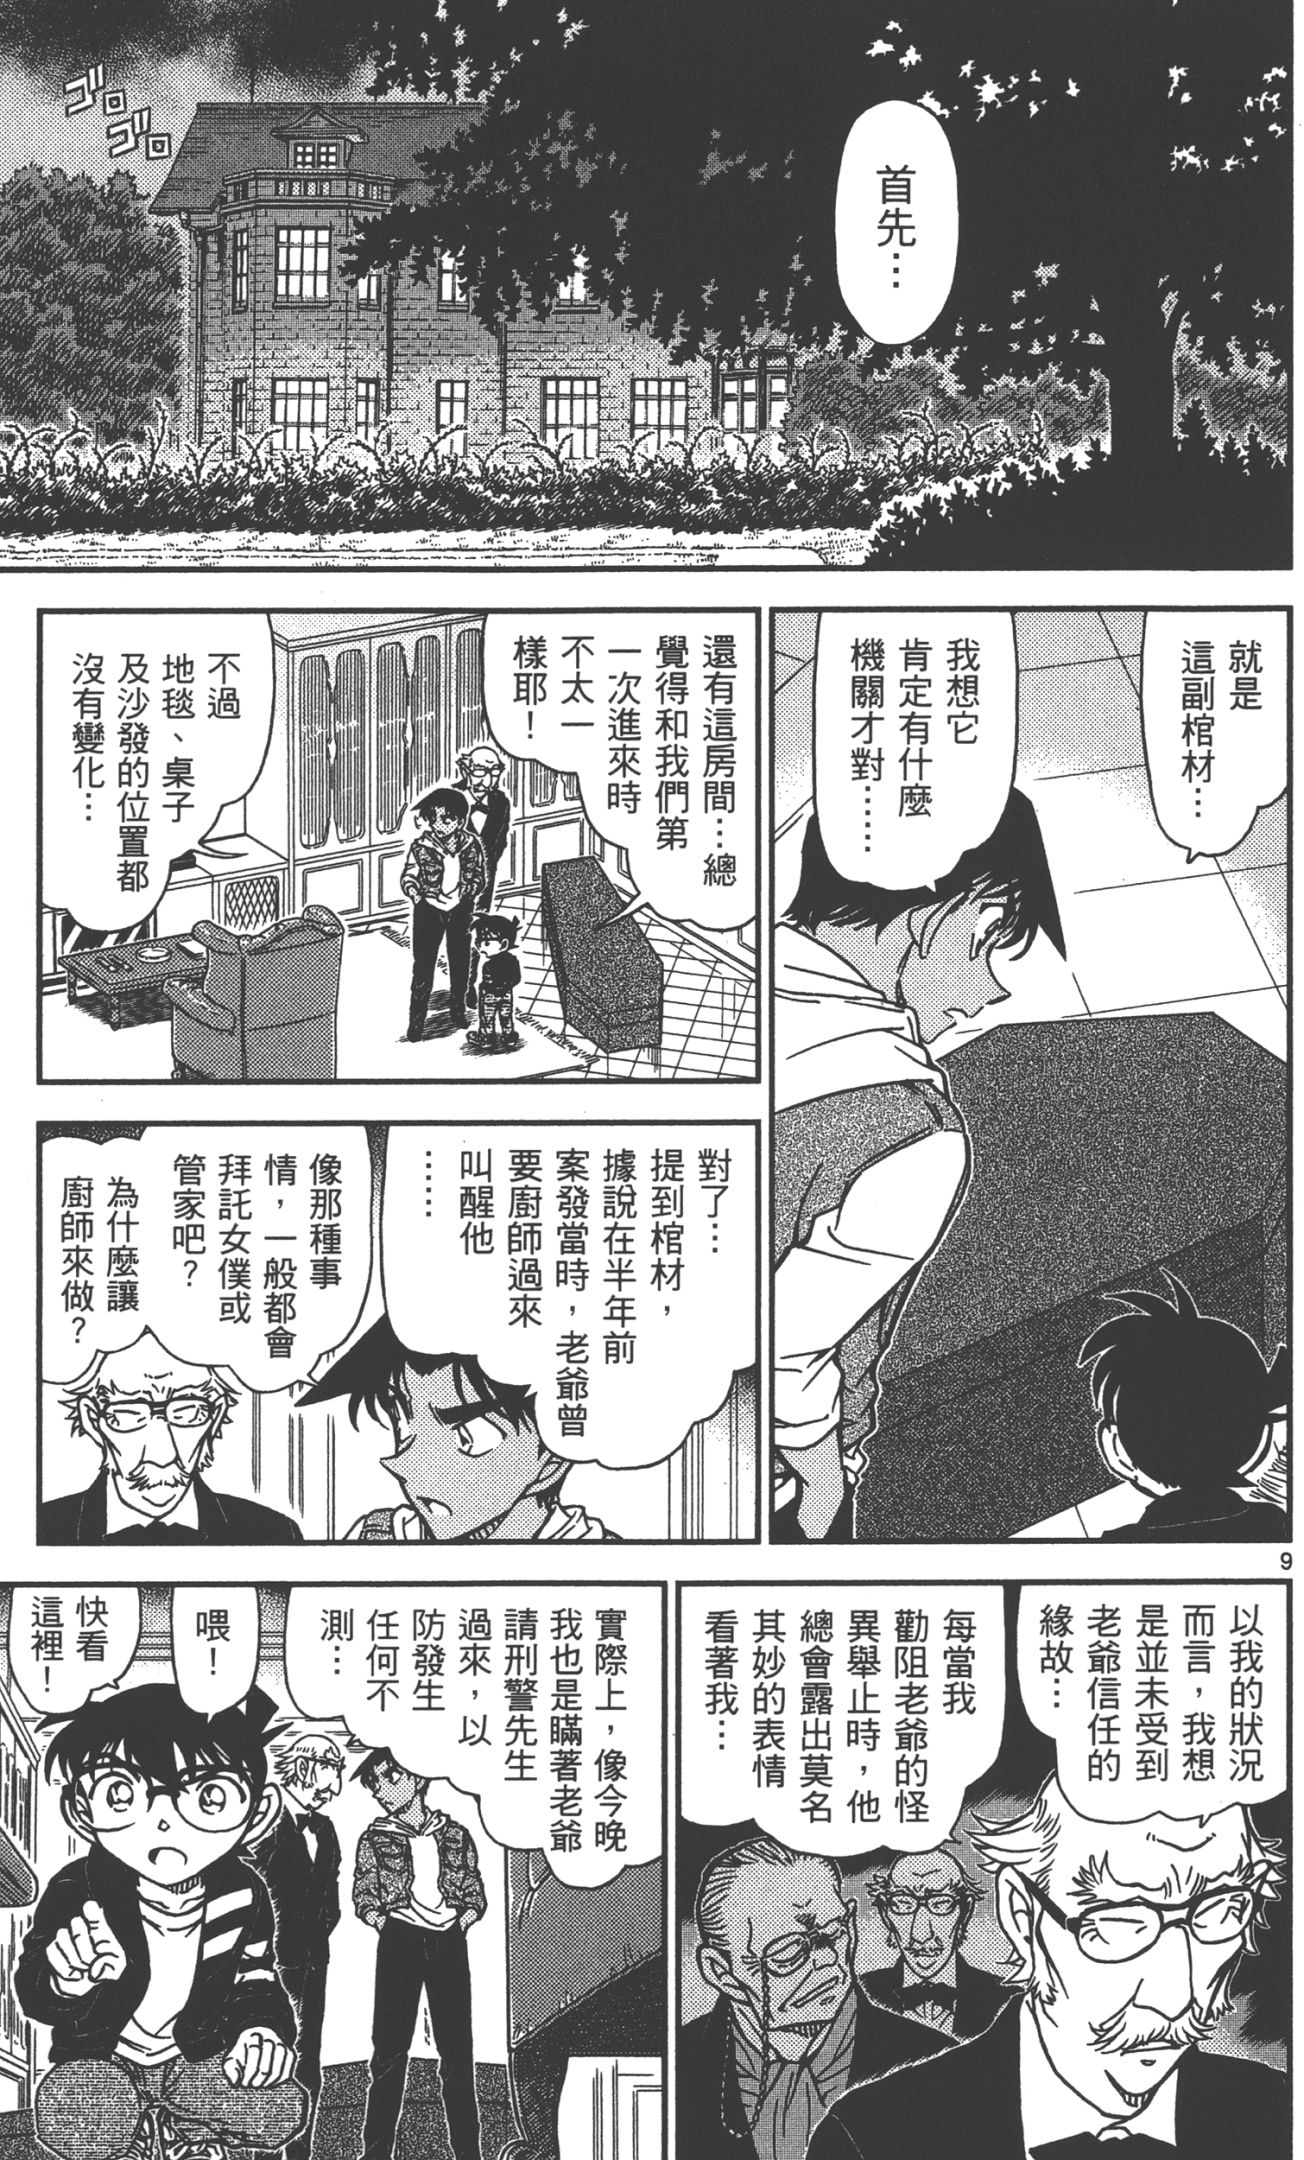 ゴロゴロ
首先…
就是
這副棺材…
我想它
肯定有什麼
機關才對……
還有這房間…總
覺得和我們第
一次進來時
不太一
樣耶！
不過
地毯、桌子
及沙發的位置都
沒有變化…
對了…
提到棺材，
據說在半年前
案發當時，老爺曾
要廚師過來
叫醒他
……
像那種事
情，一般都會
拜託女僕或
管家吧？
為什麼讓
廚師來做？
9
以我的狀況
而言，我想
是並未受到
老爺信任的
緣故…
每當我
勸阻老爺的怪
異舉止時，他
總會露出莫名
其妙的表情
看著我…
實際上，像今晚
我也是瞞著老爺
請刑警先生
過來，以
防發生
任何不
測…
喂！
快看
這裡！